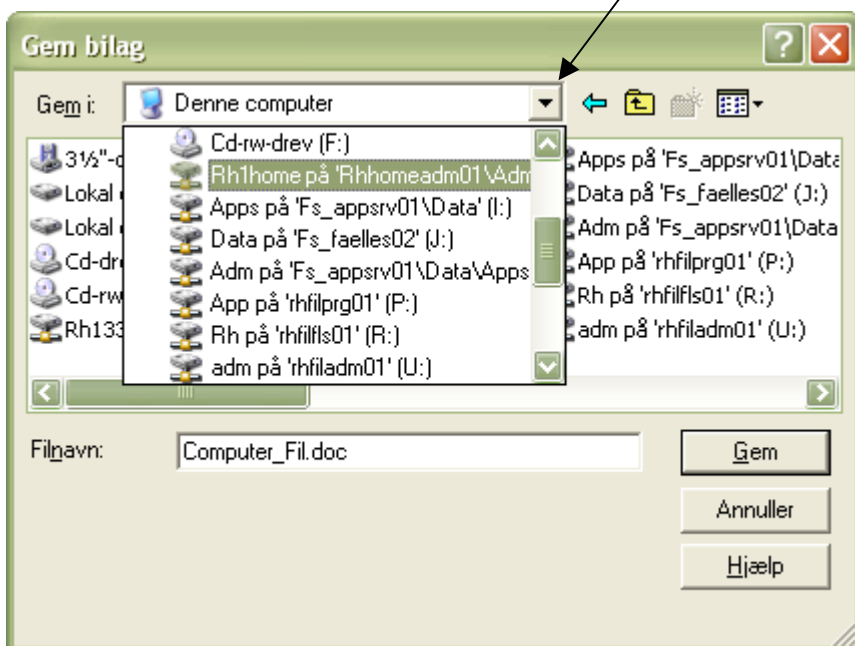 Gem bilag
Gem i:
Denne computer
Cd-rw-drev (F:)
Rh1home på 'Rhhomeadm01\Adm
Apps på 'Fs_appsrv01\Data' (I:)
Data på 'Fs_faelles02' (J:)
Adm på 'Fs_appsrv01\Data\Apps
App på 'rhfilprg01' (P:)
Rh på 'rhfilfls01' (R:)
adm på 'rhfiladm01' (U:)
3½"-d
Lokal
Lokal
Cd-dre
Cd-rw
Rh133
Apps på 'Fs_appsrv01\Data
Data på 'Fs_faelles02' (J:)
Adm på 'Fs_appsrv01\Data
App på 'rhfilprg01' (P:)
Rh på 'rhfilfls01' (R:)
adm på 'rhfiladm01' (U:)
Filnavn:
Computer_Fil.doc
Gem
Annuller
Hjælp